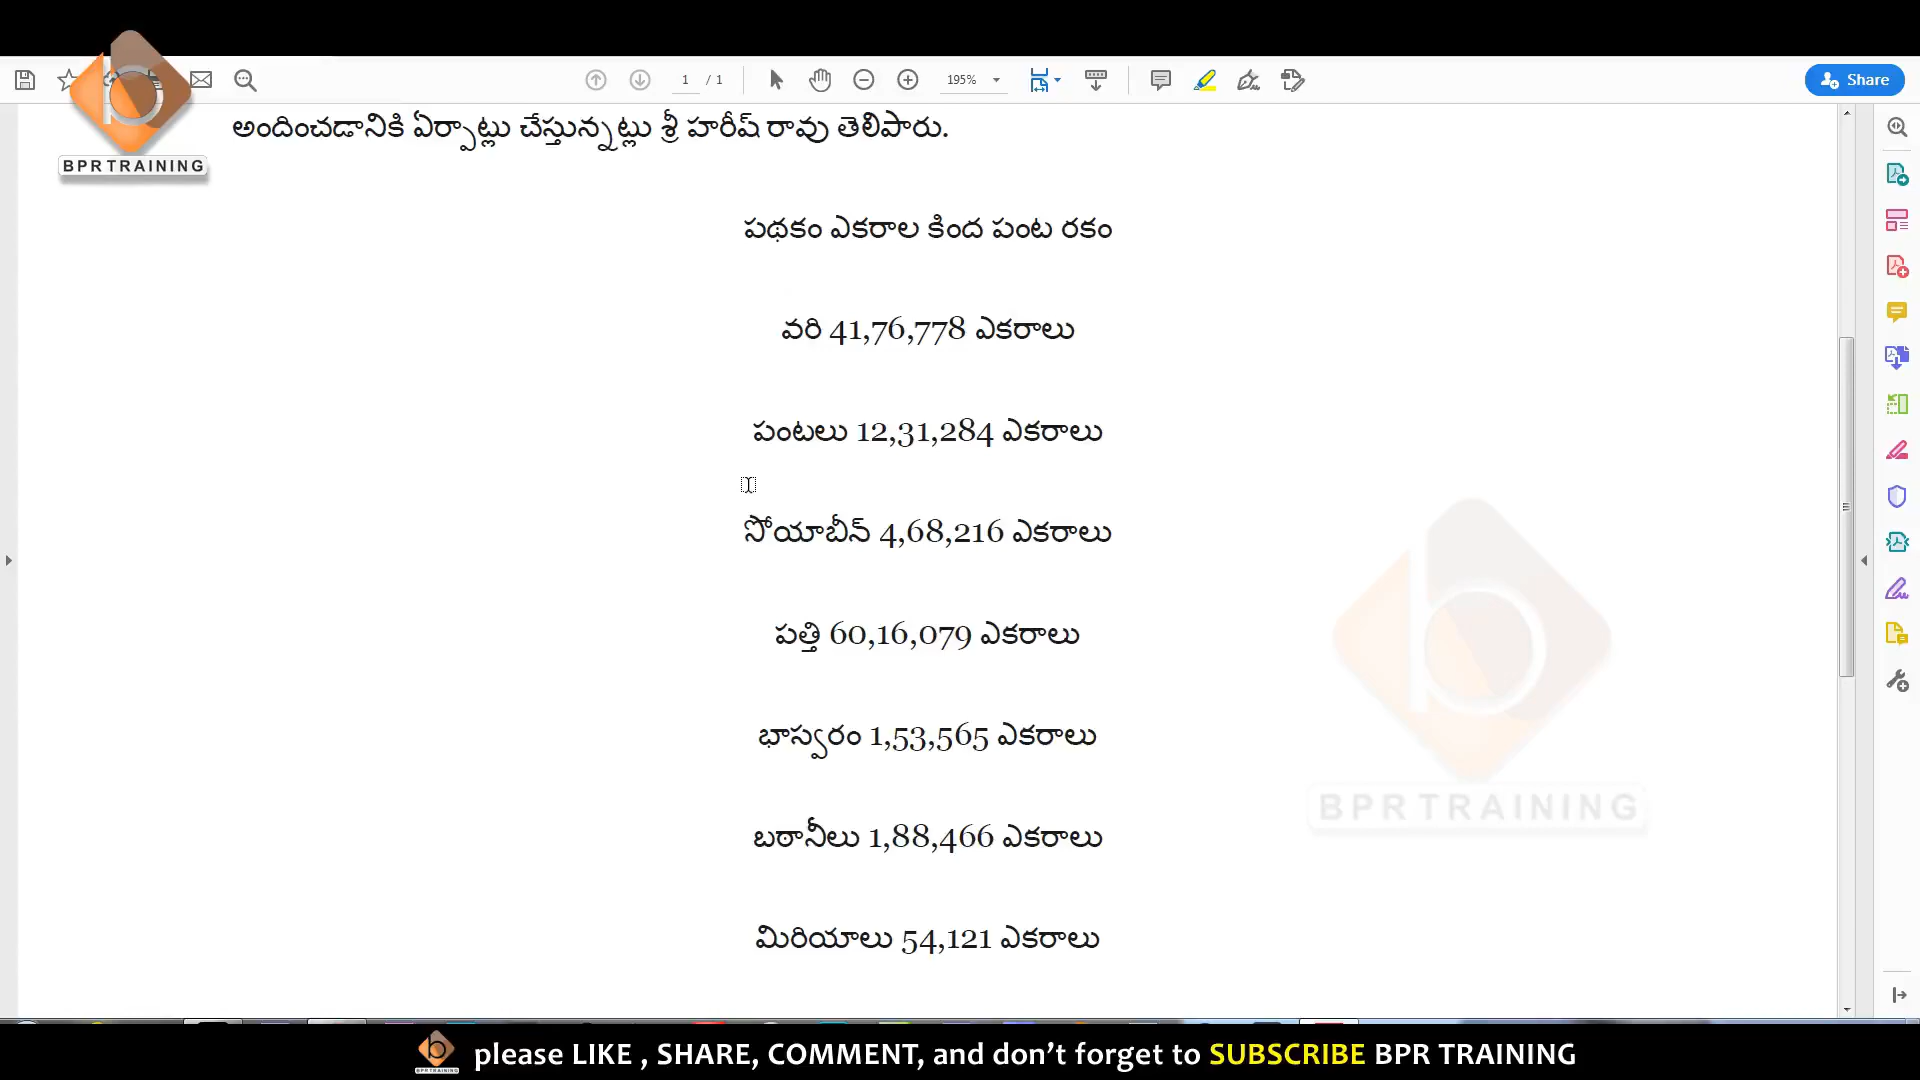 BPRTRAINING
1 / 1
195%
Share
అందించడానికి ఏర్పాట్లు చేస్తున్నట్లు శ్రీ హరీష్ రావు తెలిపారు.
పథకం ఎకరాల కింద పంట రకం
వరి 41,76,778 ఎకరాలు
పంటలు 12,31,284 ఎకరాలు
సోయాబీన్ 4,68,216 ఎకరాలు
పత్తి 60,16,079 ఎకరాలు
భాస్వరం 1,53,565 ఎకరాలు
బఠానీలు 1,88,466 ఎకరాలు
మిరియాలు 54,121 ఎకరాలు
BPRTRAINING
BPRTRAINING
please LIKE , SHARE, COMMENT, and don't forget to SUBSCRIBE BPR TRAINING